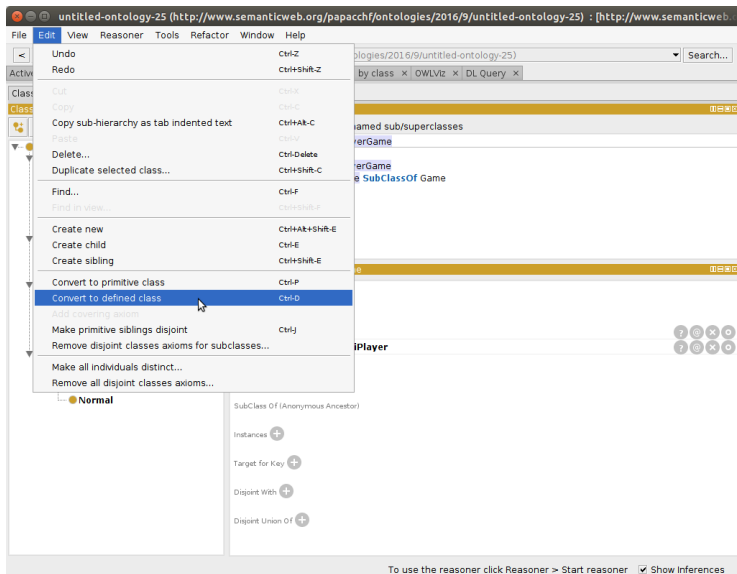 untitled-ontology-25 (http://www.semanticweb.org/papacchf/ontologies/2016/9/untitled-ontology-25) : [http://www.semanticweb.
File Edit View Reasoner Tools Refactor Window Help
< ologies/2016/9/untitled-ontology-25) Search...
Active by class × OWLViz × DL Query ×
Class
Class
Undo Ctrl-Z
Redo Ctrl+Shift-Z
Cut Ctrl-X
Copy Ctrl-C
Copy sub-hierarchy as tab indented text Ctrl+Alt-C
Paste Ctrl-V
Delete... Ctrl-Delete
Duplicate selected class... Ctrl+Shift-C
Find... Ctrl-F
Find in view... Ctrl+Shift-F
Create new Ctrl+Alt+Shift-E
Create child Ctrl-E
Create sibling Ctrl+Shift-E
Convert to primitive class Ctrl-P
Convert to defined class Ctrl-D
Add covering axiom
Make primitive siblings disjoint Ctrl-J
Remove disjoint classes axioms for subclasses...
Make all individuals distinct...
Remove all disjoint classes axioms...
named sub/superclasses
erGame
erGame
e SubClassOf Game
e
iPlayer
Normal
SubClass Of (Anonymous Ancestor)
Instances
Target for Key
Disjoint With
Disjoint Union Of
To use the reasoner click Reasoner > Start reasoner Show Inferences